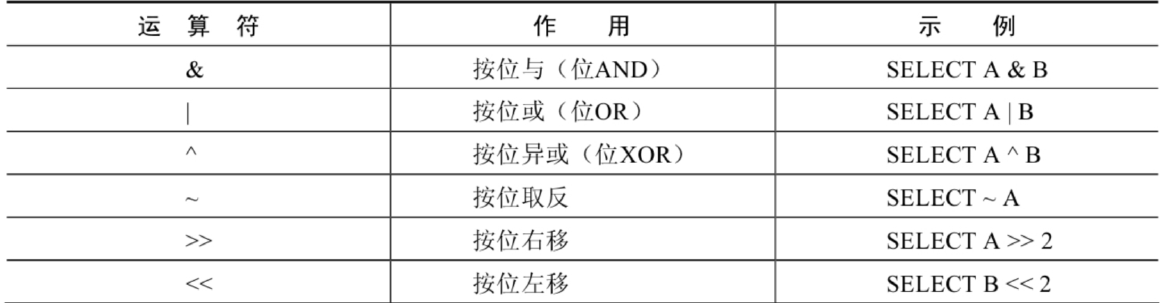 运 算 符 作 用 示 例
& 按位与（位AND） SELECT A & B
| 按位或（位OR） SELECT A | B
^ 按位异或（位XOR） SELECT A ^ B
~ 按位取反 SELECT ~ A
>> 按位右移 SELECT A >> 2
<< 按位左移 SELECT B << 2